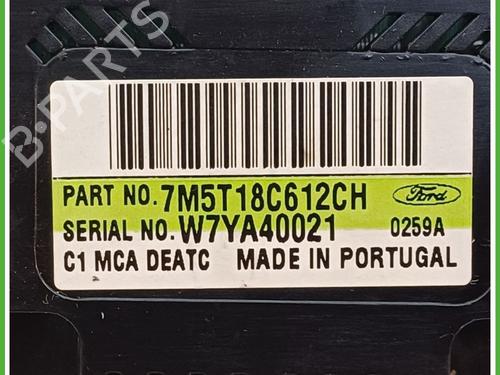 PART NO. 7M5T18C612CH
Ford
SERIAL NO. W7YA40021 0259A
C1 MCA DEATC MADE IN PORTUGAL
B-PARTS